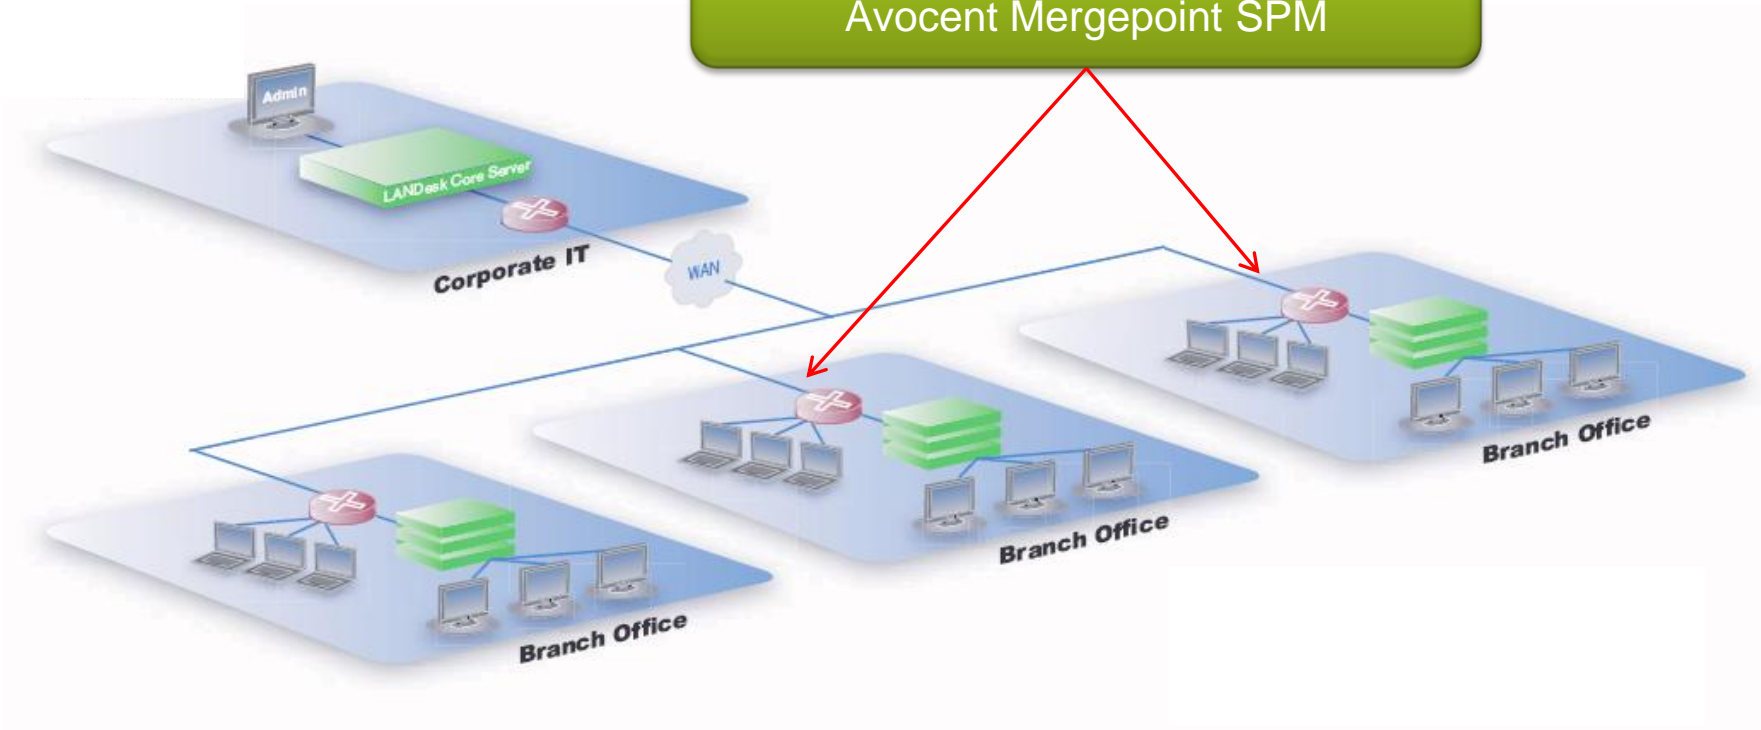 Avocent Mergepoint SPM
Admin
LANDesk Core Server
Corporate IT
WAN
Branch Office
Branch Office
Branch Office